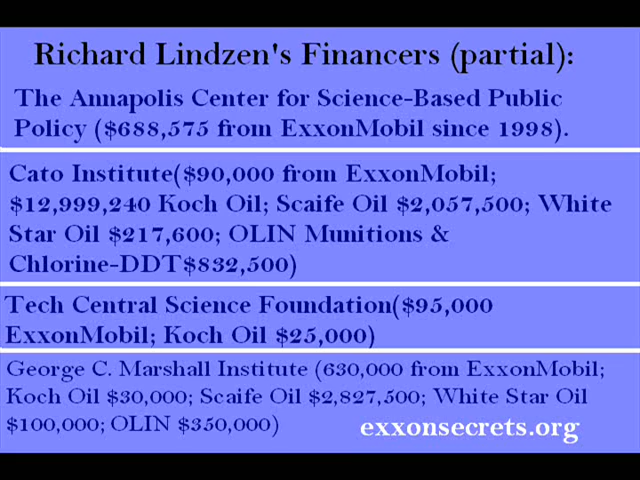 Richard Lindzen's Financers (partial):
The Annapolis Center for Science-Based Public
Policy ($688,575 from ExxonMobil since 1998).
Cato Institute($90,000 from ExxonMobil;
$12,999,240 Koch Oil; Scaife Oil $2,057,500; White
Star Oil $217,600; OLIN Munitions &
Chlorine-DDT$832,500)
Tech Central Science Foundation($95,000
ExxonMobil; Koch Oil $25,000)
George C. Marshall Institute (630,000 from ExxonMobil;
Koch Oil $30,000; Scaife Oil $2,827,500; White Star Oil
$100,000; OLIN $350,000)
exxonsecrets.org